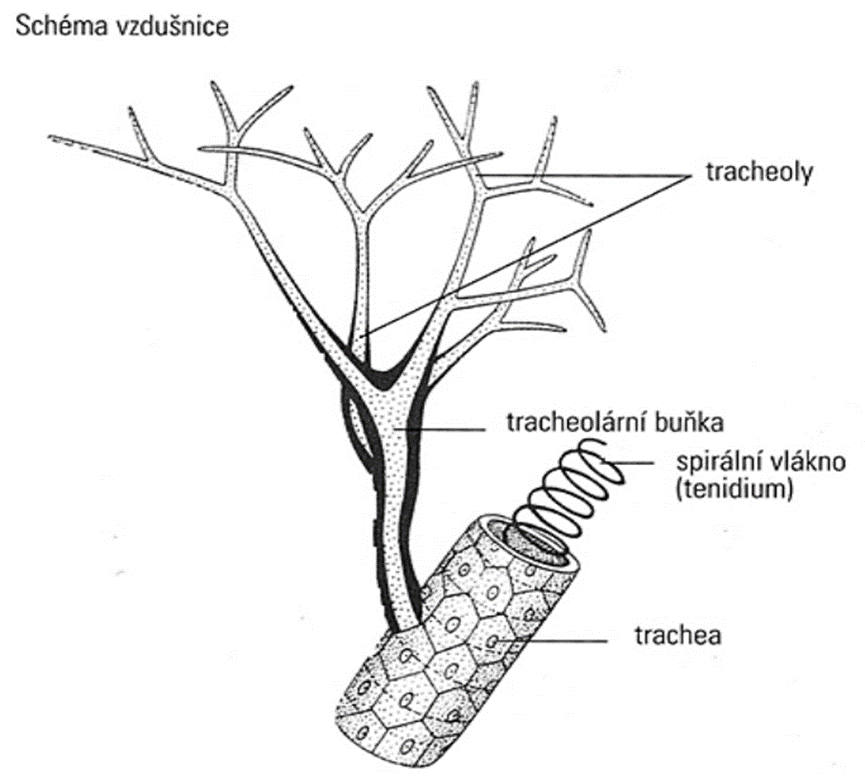 Schéma vzdušnice
tracheoly
tracheolární buňka
spirální vlákno
(tenidium)
trachea